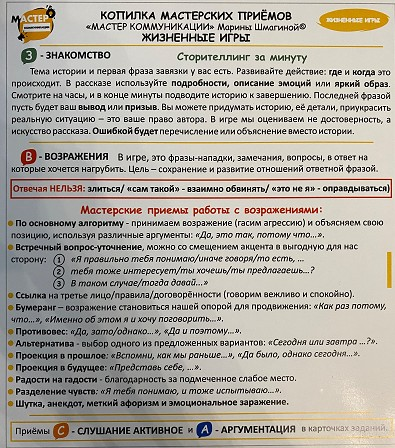 МАСТЕР
КОММУНИКАЦИИ
КОПИЛКА МАСТЕРСКИХ ПРИЁМОВ
«МАСТЕР КОММУНИКАЦИИ» Марины Шмагиной©
ЖИЗНЕННЫЕ ИГРЫ
ЖИЗНЕННЫЕ ИГРЫ
З - ЗНАКОМСТВО Сторителлинг за минуту
Тема истории и первая фраза завязки у вас есть. Развивайте действие: где и когда это
происходит. В рассказе используйте подробности, описание эмоций или яркий образ.
Смотрите на часы, и в конце минуты подводите историю к завершению. Последней фразой
пусть будет ваш вывод или призыв. Вы можете придумать историю, её детали, приукрасить
реальную ситуацию – это ваше право автора. В игре мы оцениваем не достоверность, а
искусство рассказа. Ошибкой будет перечисление или объяснение вместо истории.
В - ВОЗРАЖЕНИЯ В игре, это фразы-нападки, замечания, вопросы, в ответ на
которые хочется нагрубить. Цель – сохранение и развитие отношений ответной фразой.
Отвечая НЕЛЬЗЯ: злиться/ «сам такой» - взаимно обвинять/ «это не я» - оправдываться)
Мастерские приемы работы с возражениями:
По основному алгоритму - принимаем возражение (гасим агрессию) и объясняем свою
позицию, используя различные аргументы: «Да, это так, потому что...».
Встречный вопрос-уточнение, можно со смещением акцента в выгодную для нас
сторону: 1 «Я правильно тебя понимаю/иначе говоря/то есть, ...
2 тебя тоже интересует/ты хочешь/ты предлагаешь...?
3 В таком случае/тогда давай...»
Ссылка на третье лицо/правила/договорённости (говорим вежливо и спокойно).
Бумеранг – возражение становиться нашей опорой для продвижения: «Как раз потому,
что...», «Именно об этом я и хочу поговорить...».
Противовес: «Да, зато/однако...», «Да и поэтому...».
Альтернатива - выбор одного из предложенных вариантов: «Сегодня или завтра ...?».
Проекция в прошлое: «Вспомни, как мы раньше...», «Да было, однако сегодня...».
Проекция в будущее: «Представь себе, ...».
Радости на гадости - благодарность за подмеченное слабое место.
Разделение чувств: «Я тебя понимаю, и тоже испытываю...».
Шутка, анекдот, меткий афоризм и эмоциональное заражение.
Приёмы С - СЛУШАНИЕ АКТИВНОЕ и А - АРГУМЕНТАЦИЯ в карточках заданий.